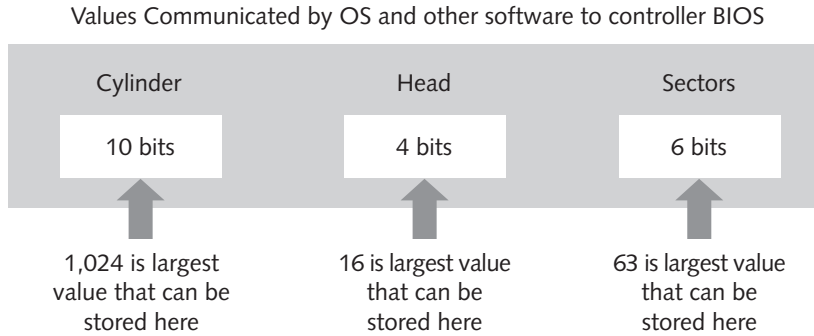 Values Communicated by OS and other software to controller BIOS
Cylinder
Head
Sectors
10 bits
4 bits
6 bits
1,024 is largest
value that can be
stored here
16 is largest value
that can be
stored here
63 is largest value
that can be
stored here